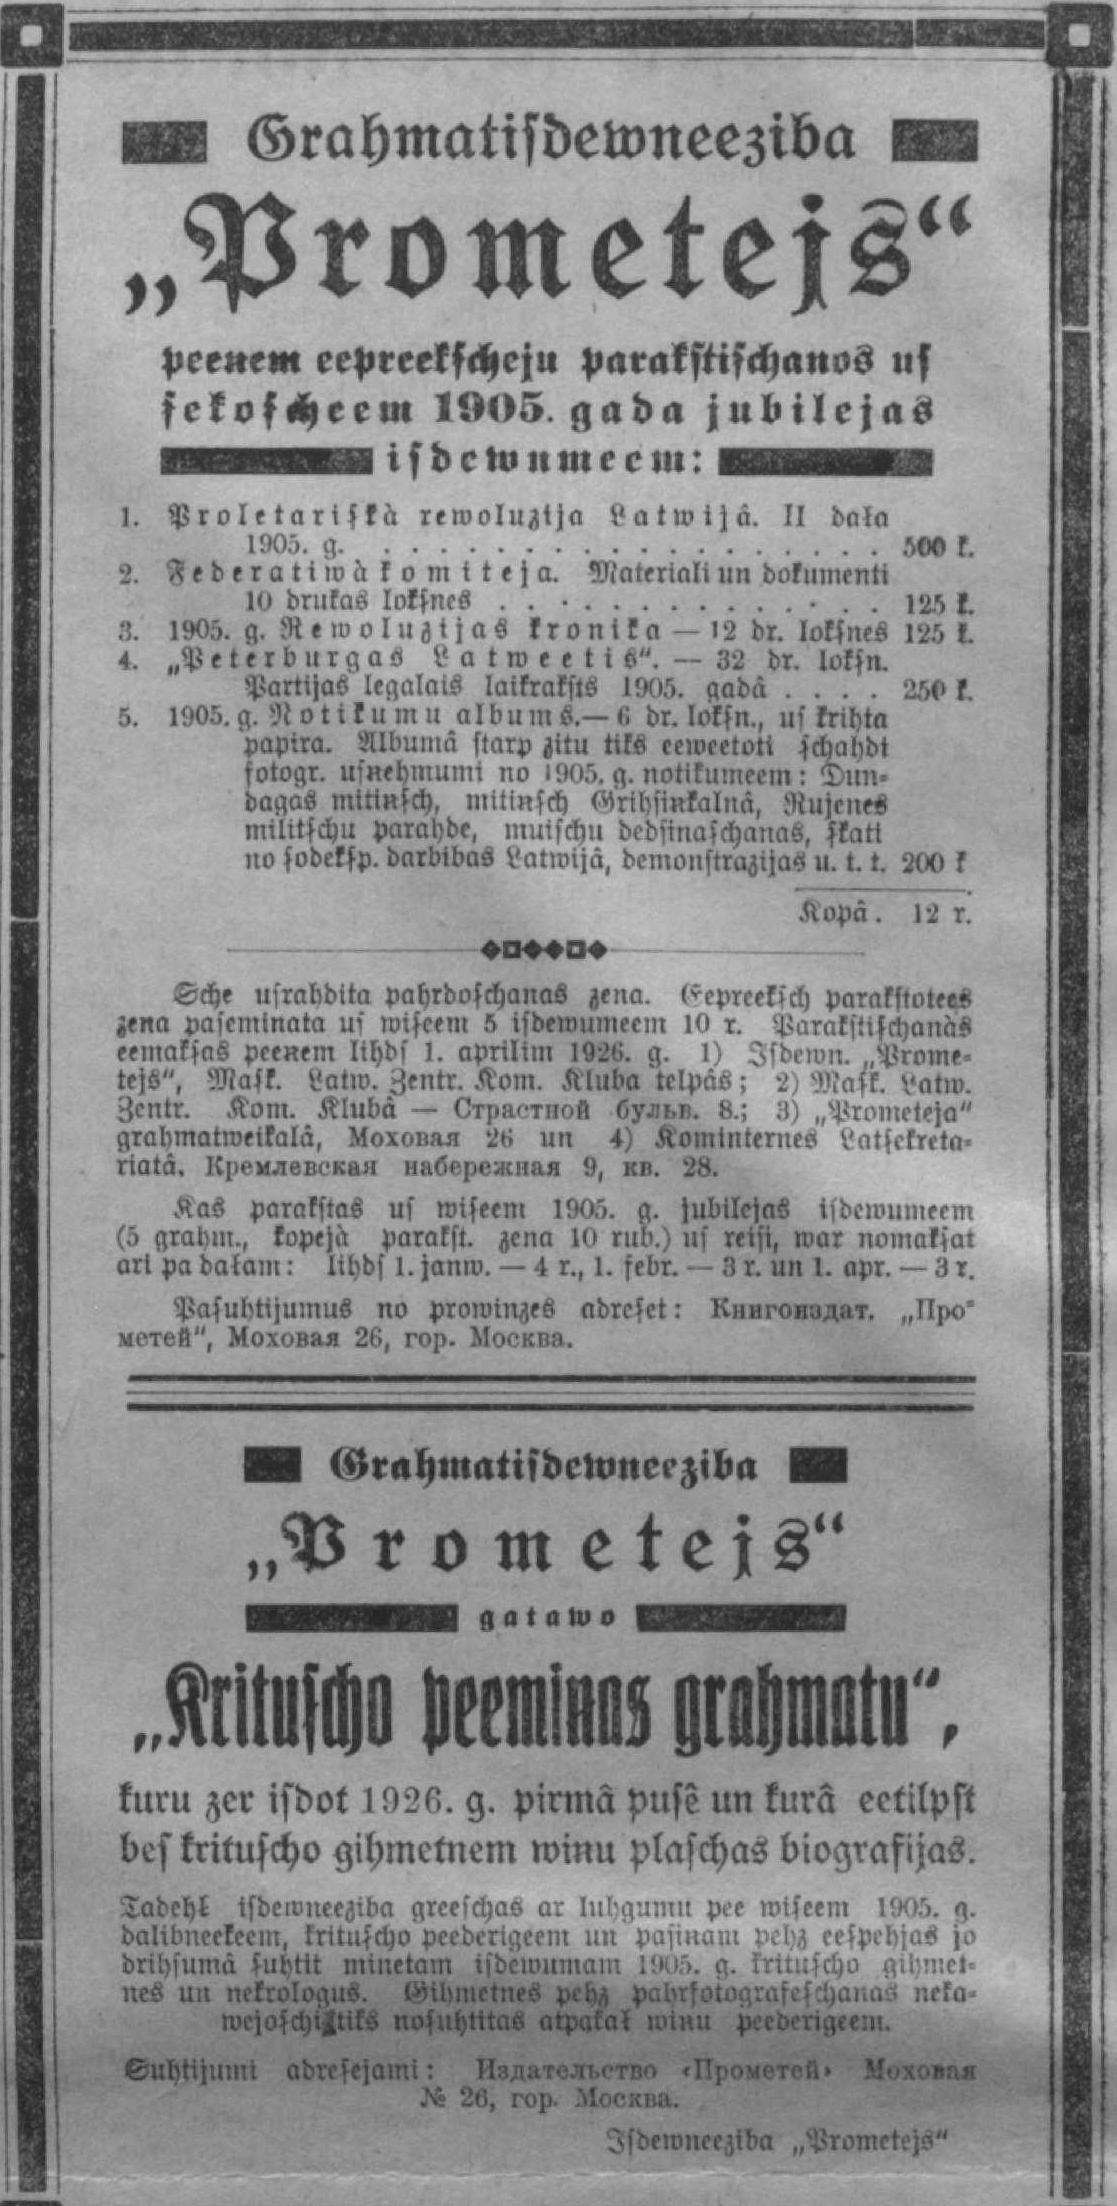 Grahmatiſdewneeziba
„Prometejs“
peenem eepreekſcheju parakſtiſchanos uſ
ſekoſcheem 1905. gada jubilejas
iſdewumeem:
1. Proletariſkà rewoluzija Latwijâ. II dała
1905. g. . . . . . . . . . . . . . . . . . . 500 k.
2. Federatiwà komiteja. Materiali un dokumenti
10 drukas lokſnes . . . . . . . . . . . . . 125 k.
3. 1905. g. Rewoluzijas kronika — 12 dr. lokſnes 125 k.
4. „Peterburgas Latweetis“. — 32 dr. lokſn.
Partijas legalais laikrakſts 1905. gadâ . . . . 250 k.
5. 1905. g. Notikumu albums.— 6 dr. lokſn., uſ krihta
papira. Albumâ ſtarp zitu tiks eeweetoti ſchahdi
fotogr. uſnehmumi no 1905. g. notikumeem: Dun-
dagas mitinſch, mitinſch Grihſinkalnâ, Rujenes
militſchu parahde, muiſchu dedſinaſchanas, ſkati
no ſodekſp. darbibas Latwijâ, demonſtrazijas u. t. t. 200 k
Kopâ . 12 r.
Sche uſrahdita pahrdoſchanas zena. Eepreekſch parakſtotees
zena paſeminata uſ wiſeem 5 iſdewumeem 10 r. Parakſtiſchanàs
eemakſas peenem lihdſ 1. aprilim 1926. g. 1) Iſdewn. „Prome-
tejs“, Maſk. Latw. Zentr. Kom. Kluba telpâs; 2) Maſk. Latw.
Zentr. Kom. Klubâ — Страстной бульв. 8.; 3) „Prometeja“
grahmatweikalâ, Моховая 26 un 4) Kominternes Latſekreta-
riatâ, Кремлевская набережная 9, кв. 28.
Kas parakſtas uſ wiſeem 1905. g. jubilejas iſdewumeem
(5 grahm., kopejà parakſt. zena 10 rub.) uſ reiſi, war nomakſat
ari pa dałam: lihdſ 1. janw. — 4 r., 1. febr. — 3 r. un 1. apr. — 3 r.
Paſuhtijumus no prowinzes adreſet: Книгоиздат. „Про-
метей“, Моховая 26, гор. Москва.
Grahmatiſdewneeziba
„Prometejs“
gatawo
„Krituſcho peeminas grahmatu“,
kuru zer iſdot 1926. g. pirmâ puſê un kurâ eetilpſt
beſ krituſcho gihmetnem winu plaſchas biografijas.
Tadehł iſdewneeziba greeſchas ar luhgumu pee wiſeem 1905. g.
dalibneekeem, krituſcho peederigeem un paſinam pehz eeſpehjas jo
drihſumâ ſuhtit minetam iſdewumam 1905. g. krituſcho gihmet-
nes un nekrologus. Gihmetnes pehz pahrfotografeſchanas neka-
wejoſchi tiks noſuhtitas atpakał winu peederigeem.
Suhtijumi adreſejami: Издательство ‹Прометей› Моховая
№ 26, гор. Москва.
Iſdewneeziba „Prometejs“